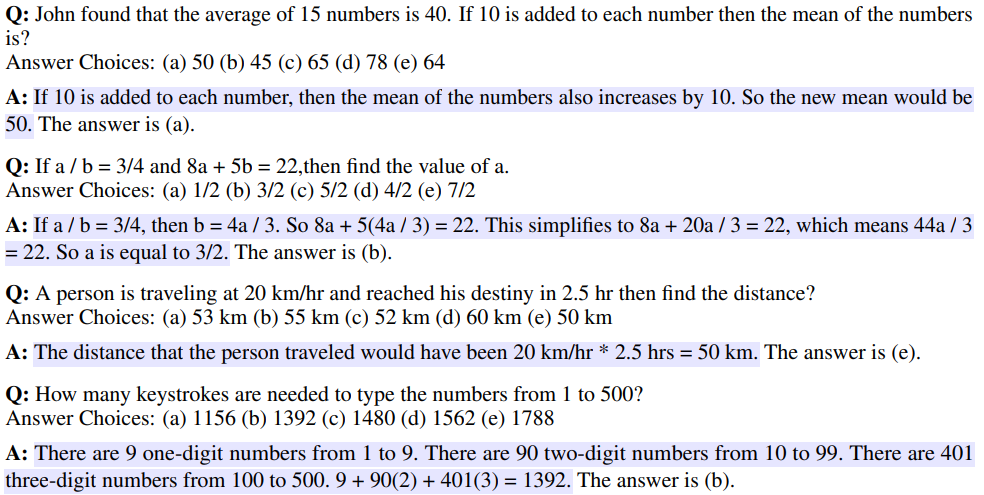 Q: John found that the average of 15 numbers is 40. If 10 is added to each number then the mean of the numbers
is?
Answer Choices: (a) 50 (b) 45 (c) 65 (d) 78 (e) 64
A: If 10 is added to each number, then the mean of the numbers also increases by 10. So the new mean would be
50. The answer is (a).
Q: If a / b = 3/4 and 8a + 5b = 22,then find the value of a.
Answer Choices: (a) 1/2 (b) 3/2 (c) 5/2 (d) 4/2 (e) 7/2
A: If a / b = 3/4, then b = 4a / 3. So 8a + 5(4a / 3) = 22. This simplifies to 8a + 20a / 3 = 22, which means 44a / 3
= 22. So a is equal to 3/2. The answer is (b).
Q: A person is traveling at 20 km/hr and reached his destiny in 2.5 hr then find the distance?
Answer Choices: (a) 53 km (b) 55 km (c) 52 km (d) 60 km (e) 50 km
A: The distance that the person traveled would have been 20 km/hr * 2.5 hrs = 50 km. The answer is (e).
Q: How many keystrokes are needed to type the numbers from 1 to 500?
Answer Choices: (a) 1156 (b) 1392 (c) 1480 (d) 1562 (e) 1788
A: There are 9 one-digit numbers from 1 to 9. There are 90 two-digit numbers from 10 to 99. There are 401
three-digit numbers from 100 to 500. 9 + 90(2) + 401(3) = 1392. The answer is (b).